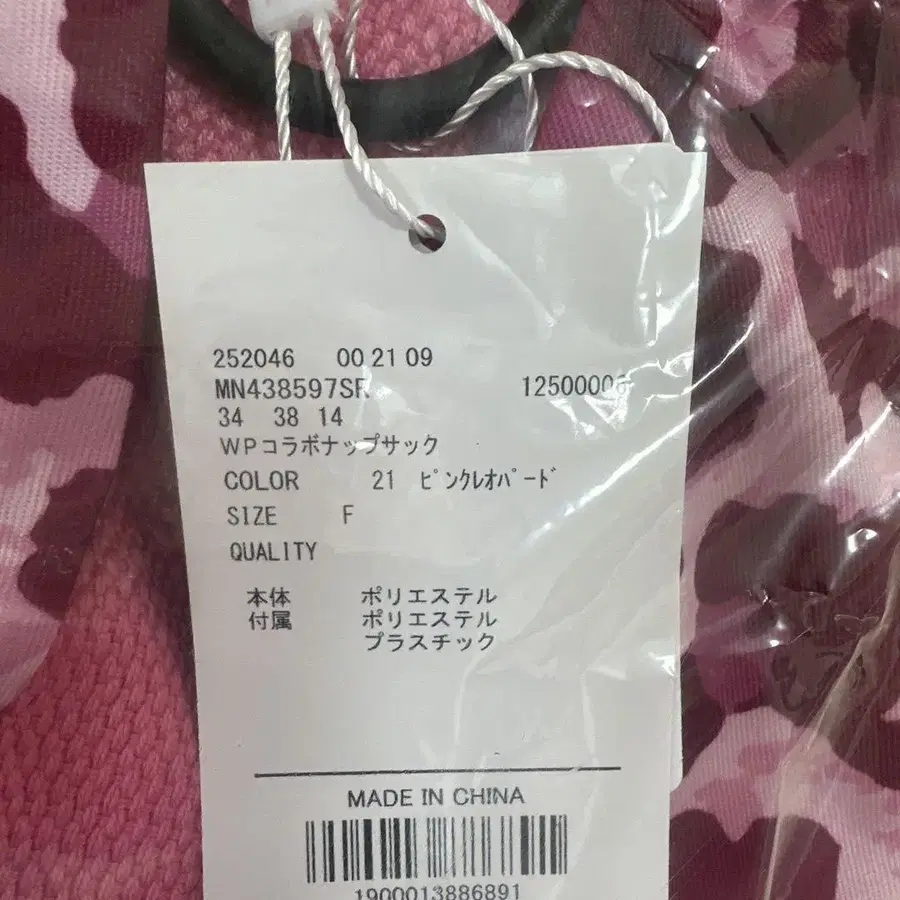 252046 00 21 09
MN438597SR 12500006
34 38 14
WPコラボナップサック
COLOR 21 ピンクレオパード
SIZE F
QUALITY
本体 ポリエステル
付属 ポリエステル
プラスチック
MADE IN CHINA
1900013886891